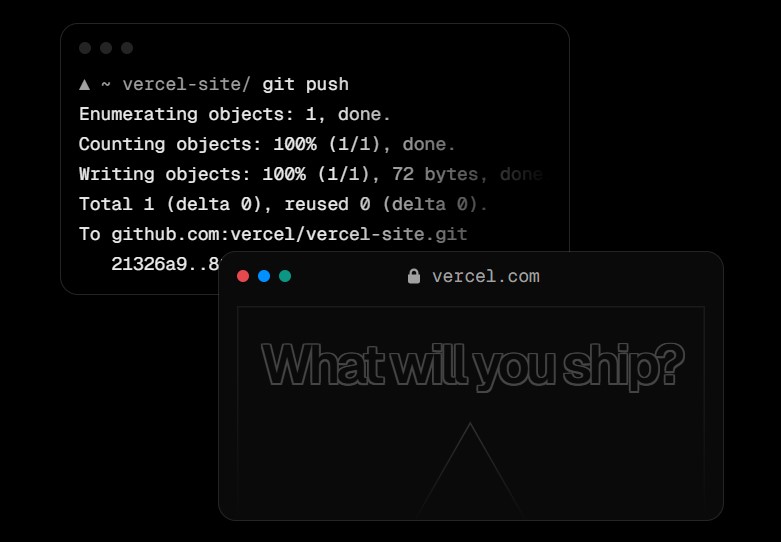 ▲ ~ vercel-site/ git push
Enumerating objects: 1, done.
Counting objects: 100% (1/1), done.
Writing objects: 100% (1/1), 72 bytes, done
Total 1 (delta 0), reused 0 (delta 0).
To github.com:vercel/vercel-site.git
21326a9..8
vercel.com
What will you ship?